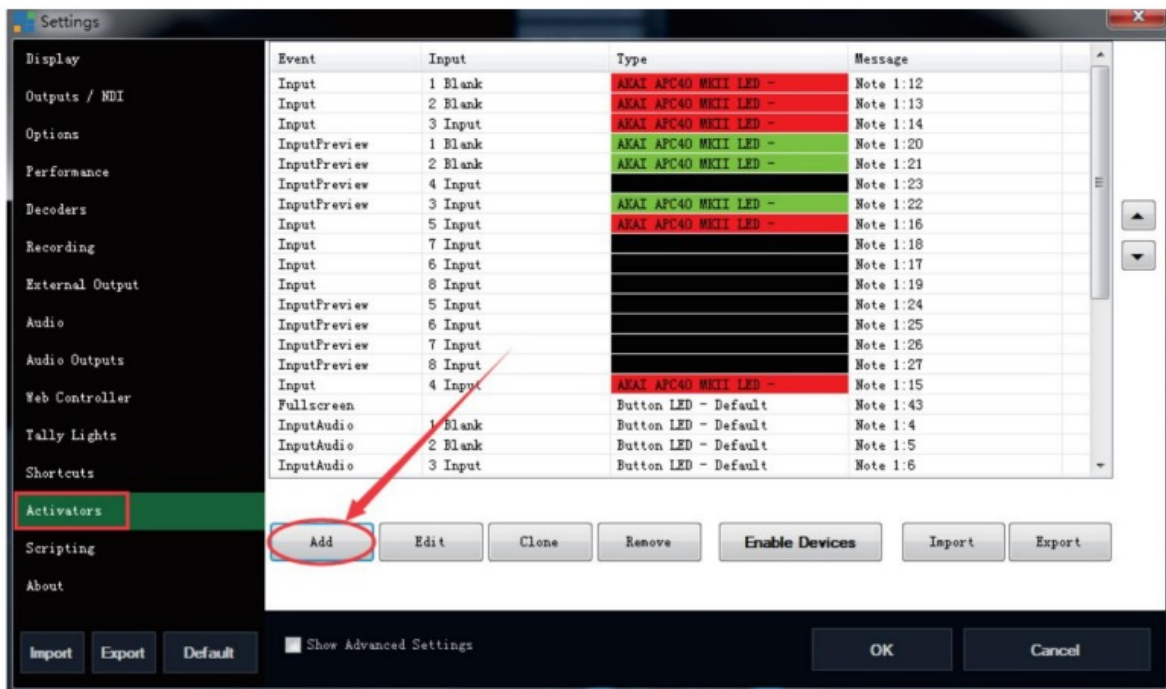 Settings
X
Display
Outputs / NDI
Options
Performance
Decoders
Recording
External Output
Audio
Audio Outputs
Web Controller
Tally Lights
Shortcuts
Activators
Scripting
About
Import Export Default
Event Input Type Message
Input 1 Blank AKAI APC40 MKII LED - Note 1:12
Input 2 Blank AKAI APC40 MKII LED - Note 1:13
Input 3 Input AKAI APC40 MKII LED - Note 1:14
InputPreview 1 Blank AKAI APC40 MKII LED - Note 1:20
InputPreview 2 Blank AKAI APC40 MKII LED - Note 1:21
InputPreview 4 Input Note 1:23
InputPreview 3 Input AKAI APC40 MKII LED - Note 1:22
Input 5 Input AKAI APC40 MKII LED - Note 1:16
Input 7 Input Note 1:18
Input 6 Input Note 1:17
Input 8 Input Note 1:19
InputPreview 5 Input Note 1:24
InputPreview 6 Input Note 1:25
InputPreview 7 Input Note 1:26
InputPreview 8 Input Note 1:27
Input 4 Input AKAI APC40 MKII LED - Note 1:15
Fullscreen Button LED - Default Note 1:43
InputAudio 1 Blank Button LED - Default Note 1:4
InputAudio 2 Blank Button LED - Default Note 1:5
InputAudio 3 Input Button LED - Default Note 1:6
Add Edit Clone Remove Enable Devices Import Export
Show Advanced Settings
OK Cancel